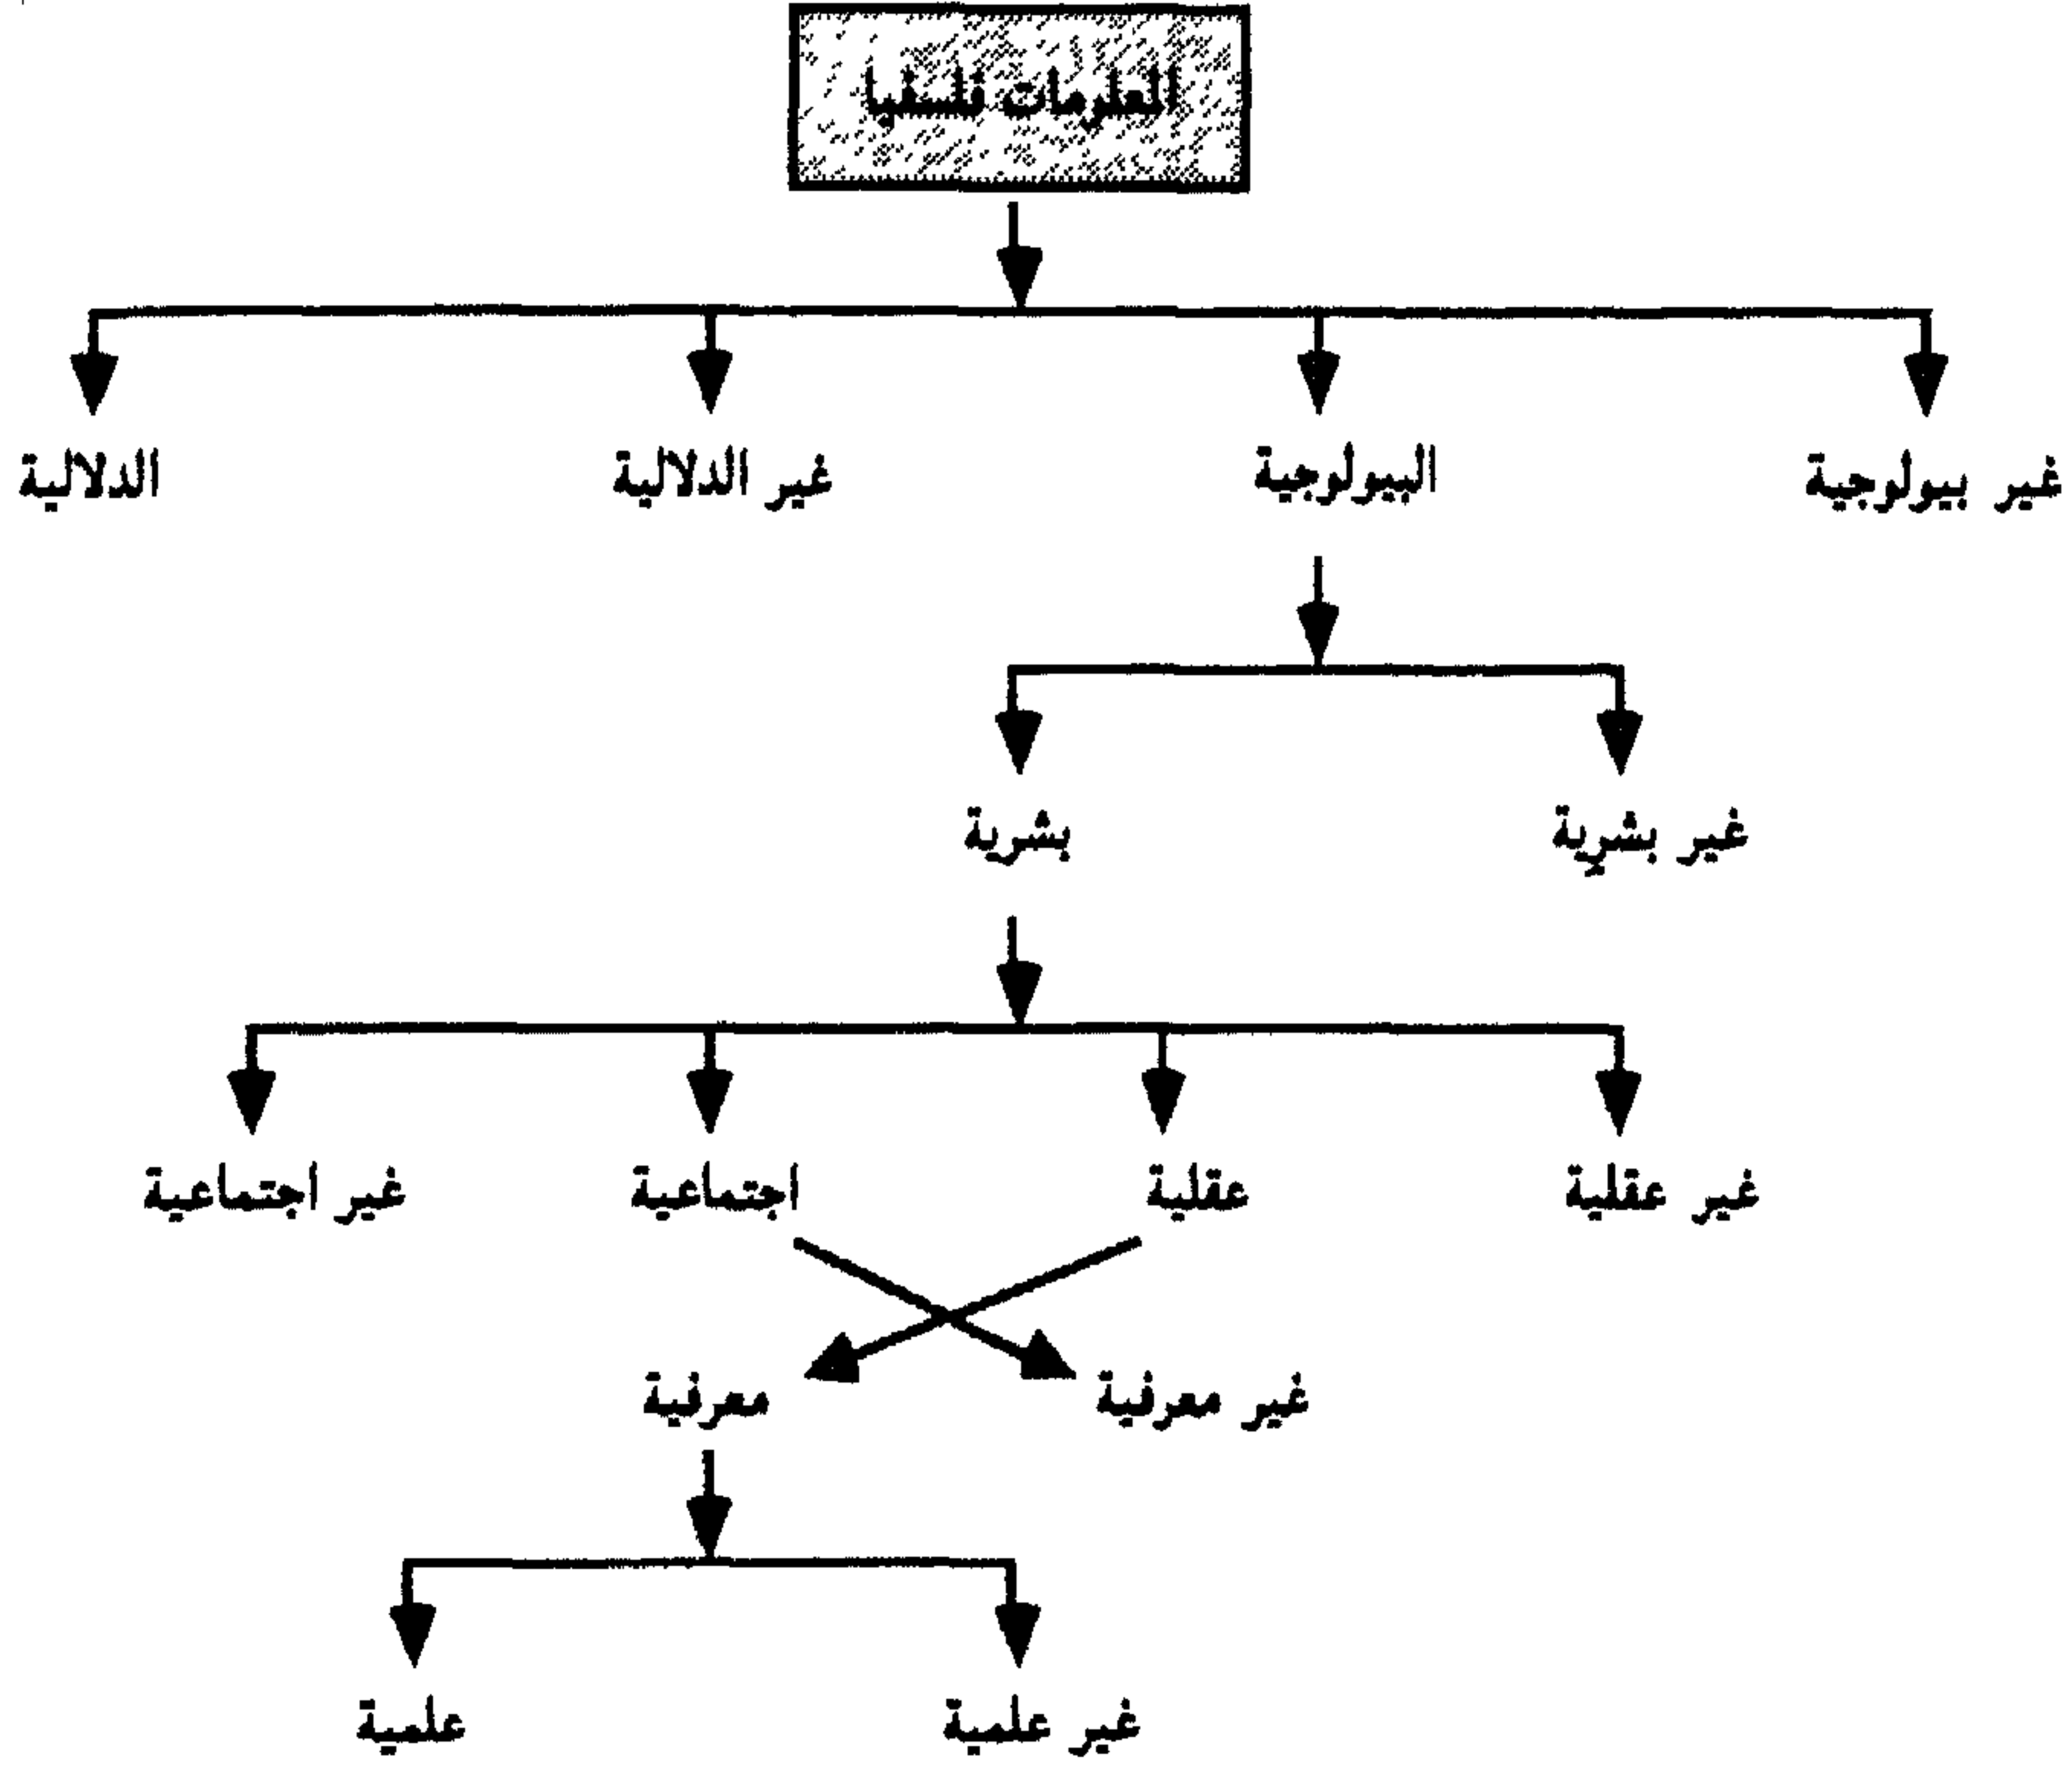 المعلومات
غير بيولوجية البيولوجية غير الدلالية الدلالية
غير بشرية بشرية
غير عقلية عقلية اجتماعية غير اجتماعية
غير معرفية معرفية
غير علمية علمية